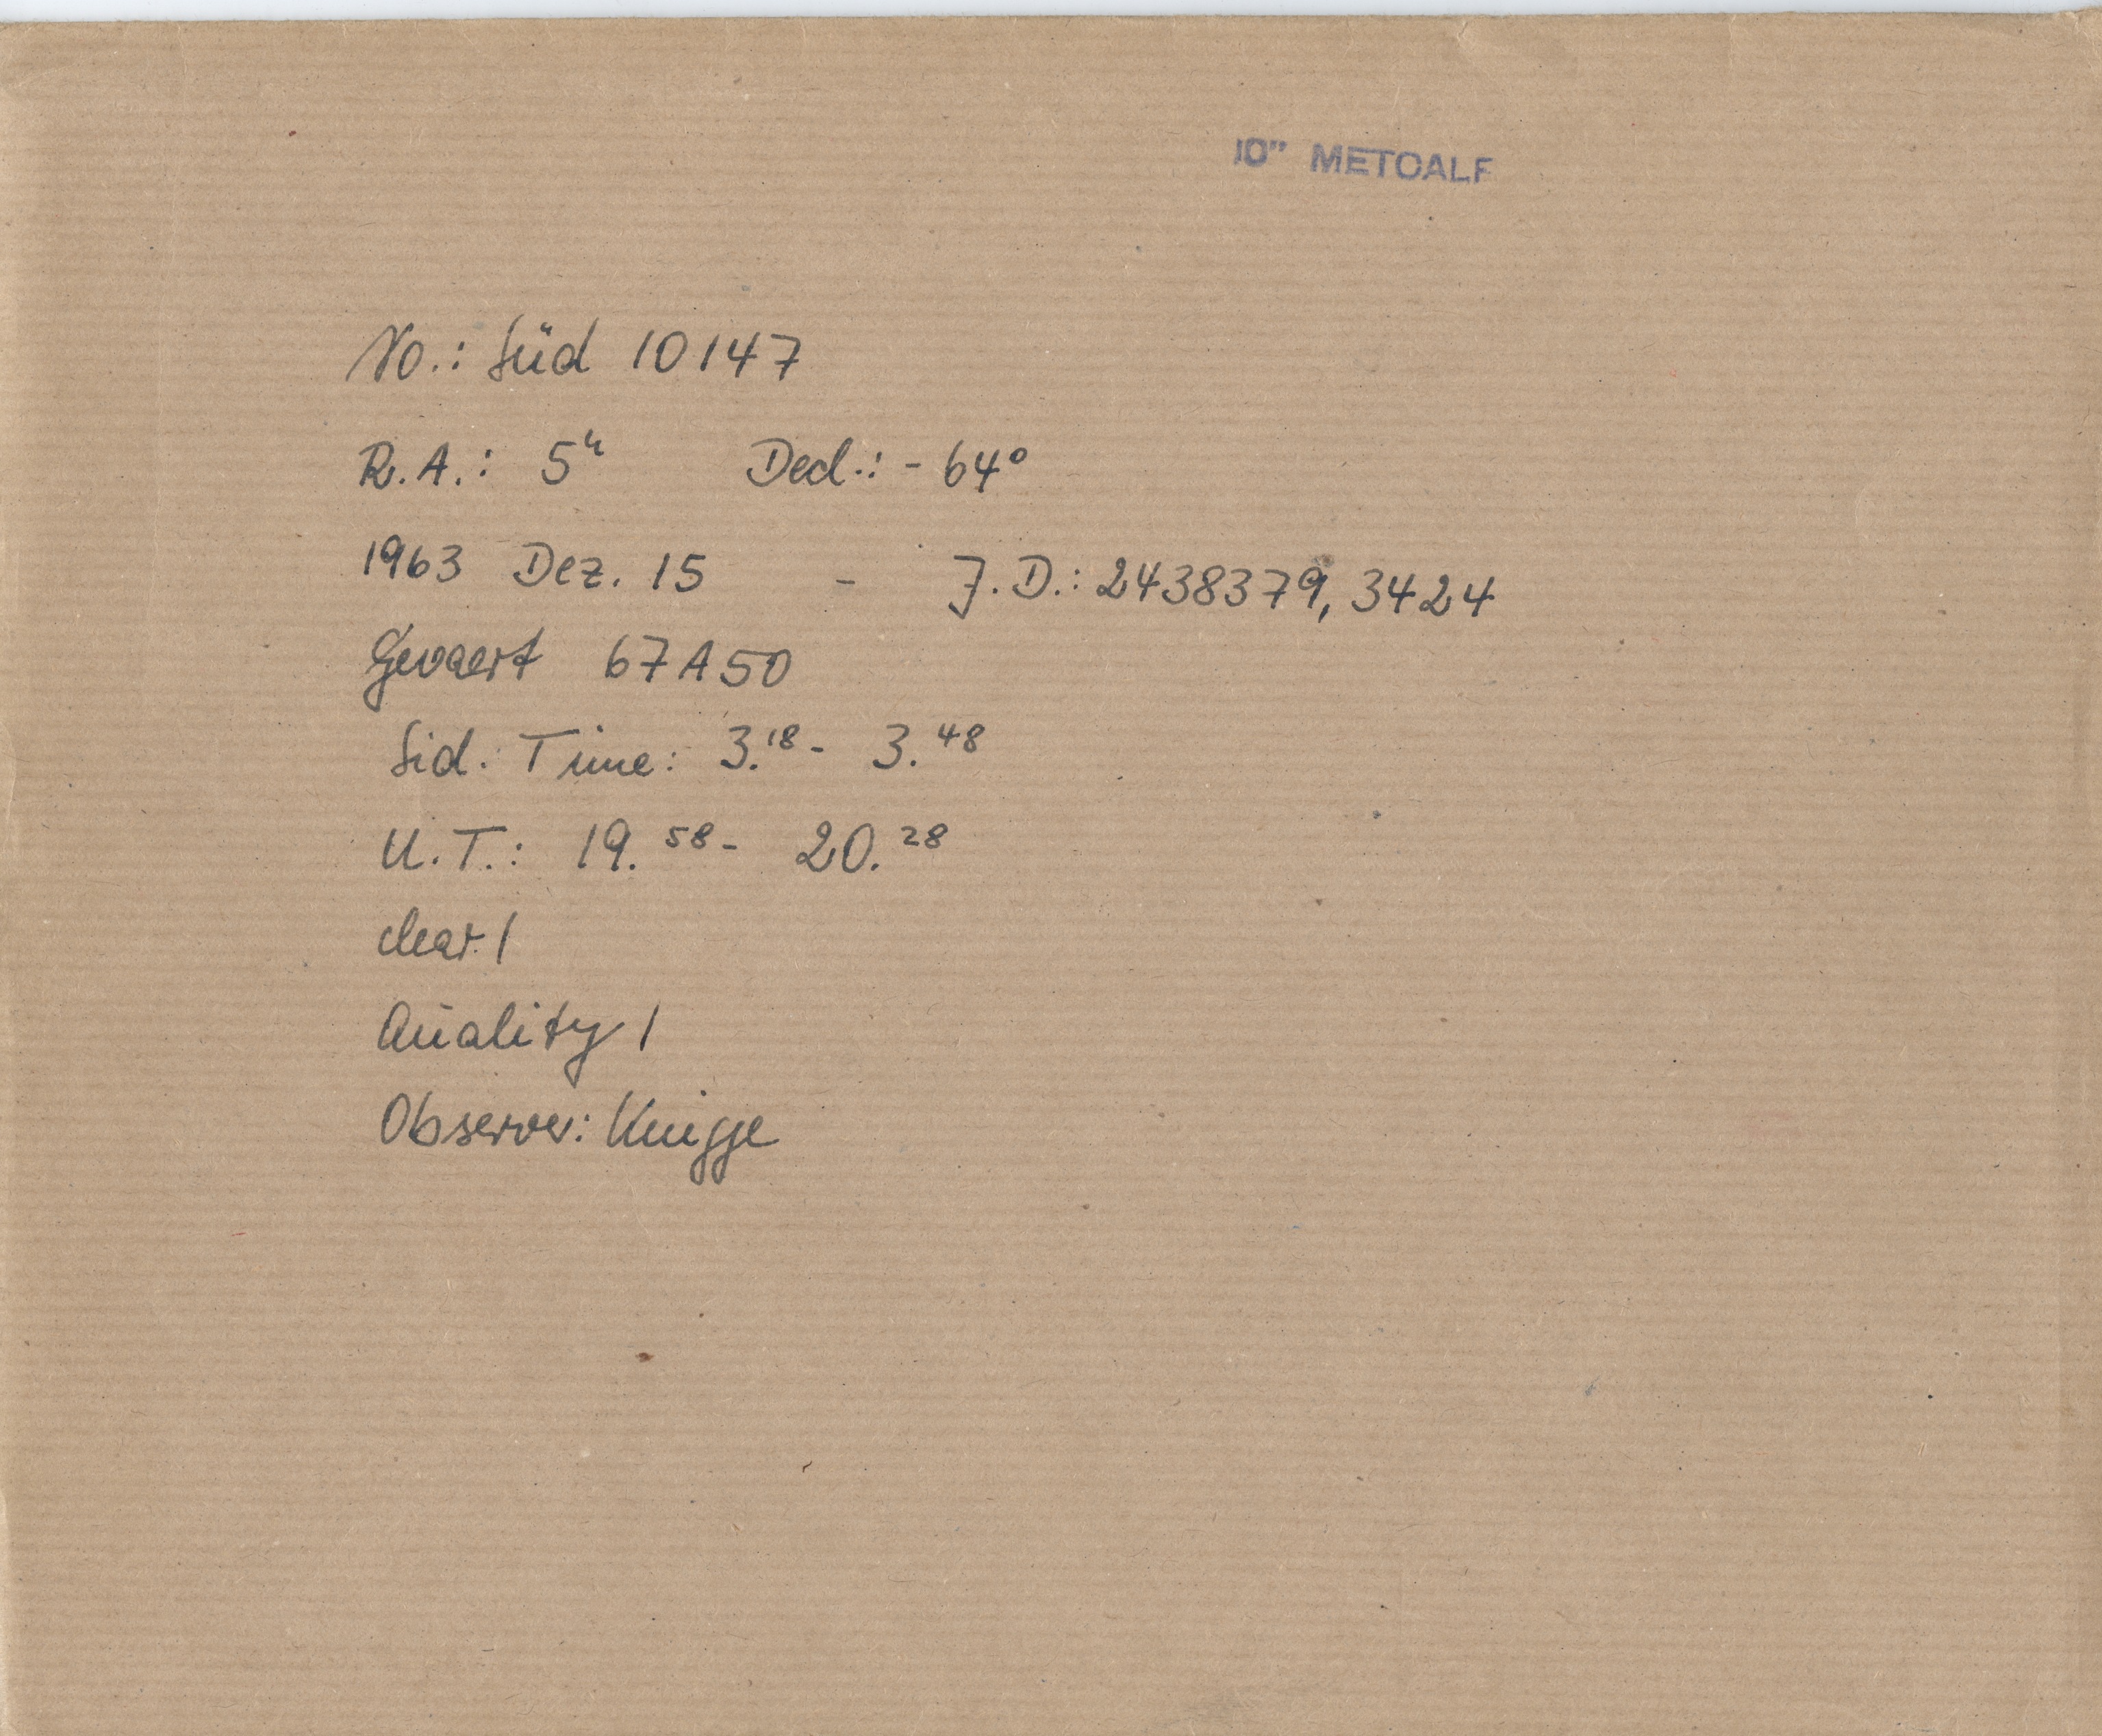 10" METCALF
No.: Süd 10147
R.A.: 5ʰ Decl.: - 64°
1963 Dez. 15 - J.D.: 2438379,3424
Gevaert 67A50
Sid. Time: 3.¹⁸ - 3.⁴⁸
U.T.: 19.⁵⁸ - 20.²⁸
clear 1
Quality 1
Observer: Knigge